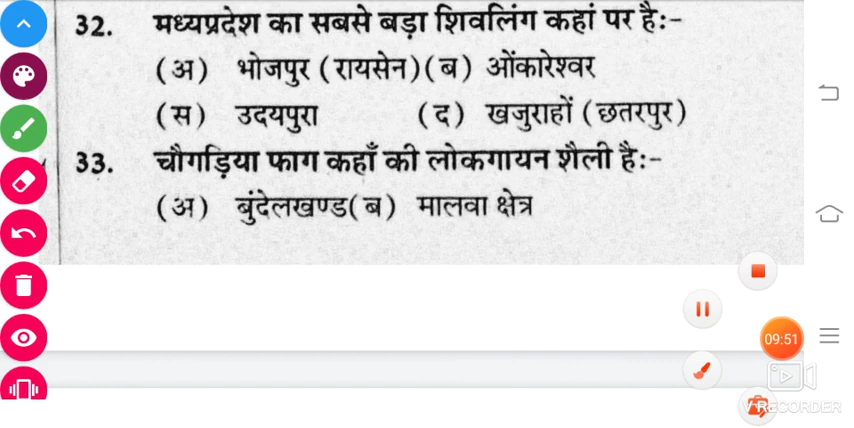 32. मध्यप्रदेश का सबसे बड़ा शिवलिंग कहां पर है:-
(अ) भोजपुर (रायसेन) (ब) ओंकारेश्वर
(स) उदयपुरा (द) खजुराहों (छतरपुर)
33. चौगड़िया फाग कहाँ की लोकगायन शैली है:-
(अ) बुंदेलखण्ड (ब) मालवा क्षेत्र
09:51
V RECORDER